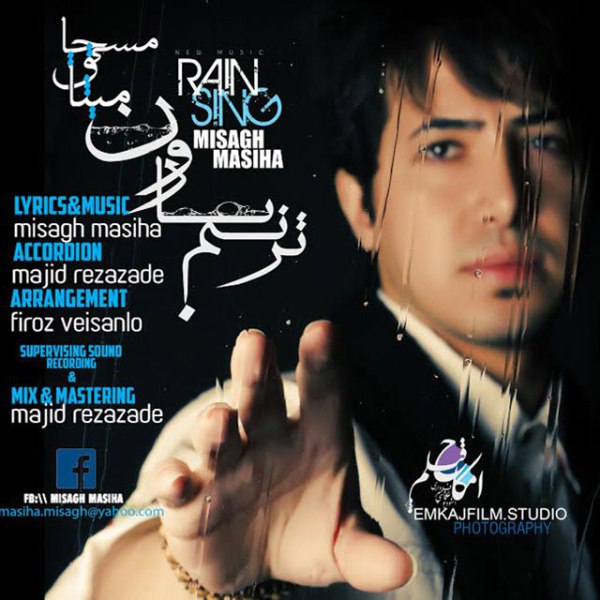 میثاق
مسیحا
ترنم بارون
NEW MUSIC
RAIN
SING
MISAGH
MASIHA
LYRICS&MUSIC
misagh masiha
ACCORDION
majid rezazade
ARRANGEMENT
firoz veisanlo
SUPERVISING SOUND
RECORDING
&
MIX & MASTERING
majid rezazade
f
FB:\\ MISAGH MASIHA
masiha.misagh@yahoo.com
EMKAJFILM.STUDIO
PHOTOGRAPHY